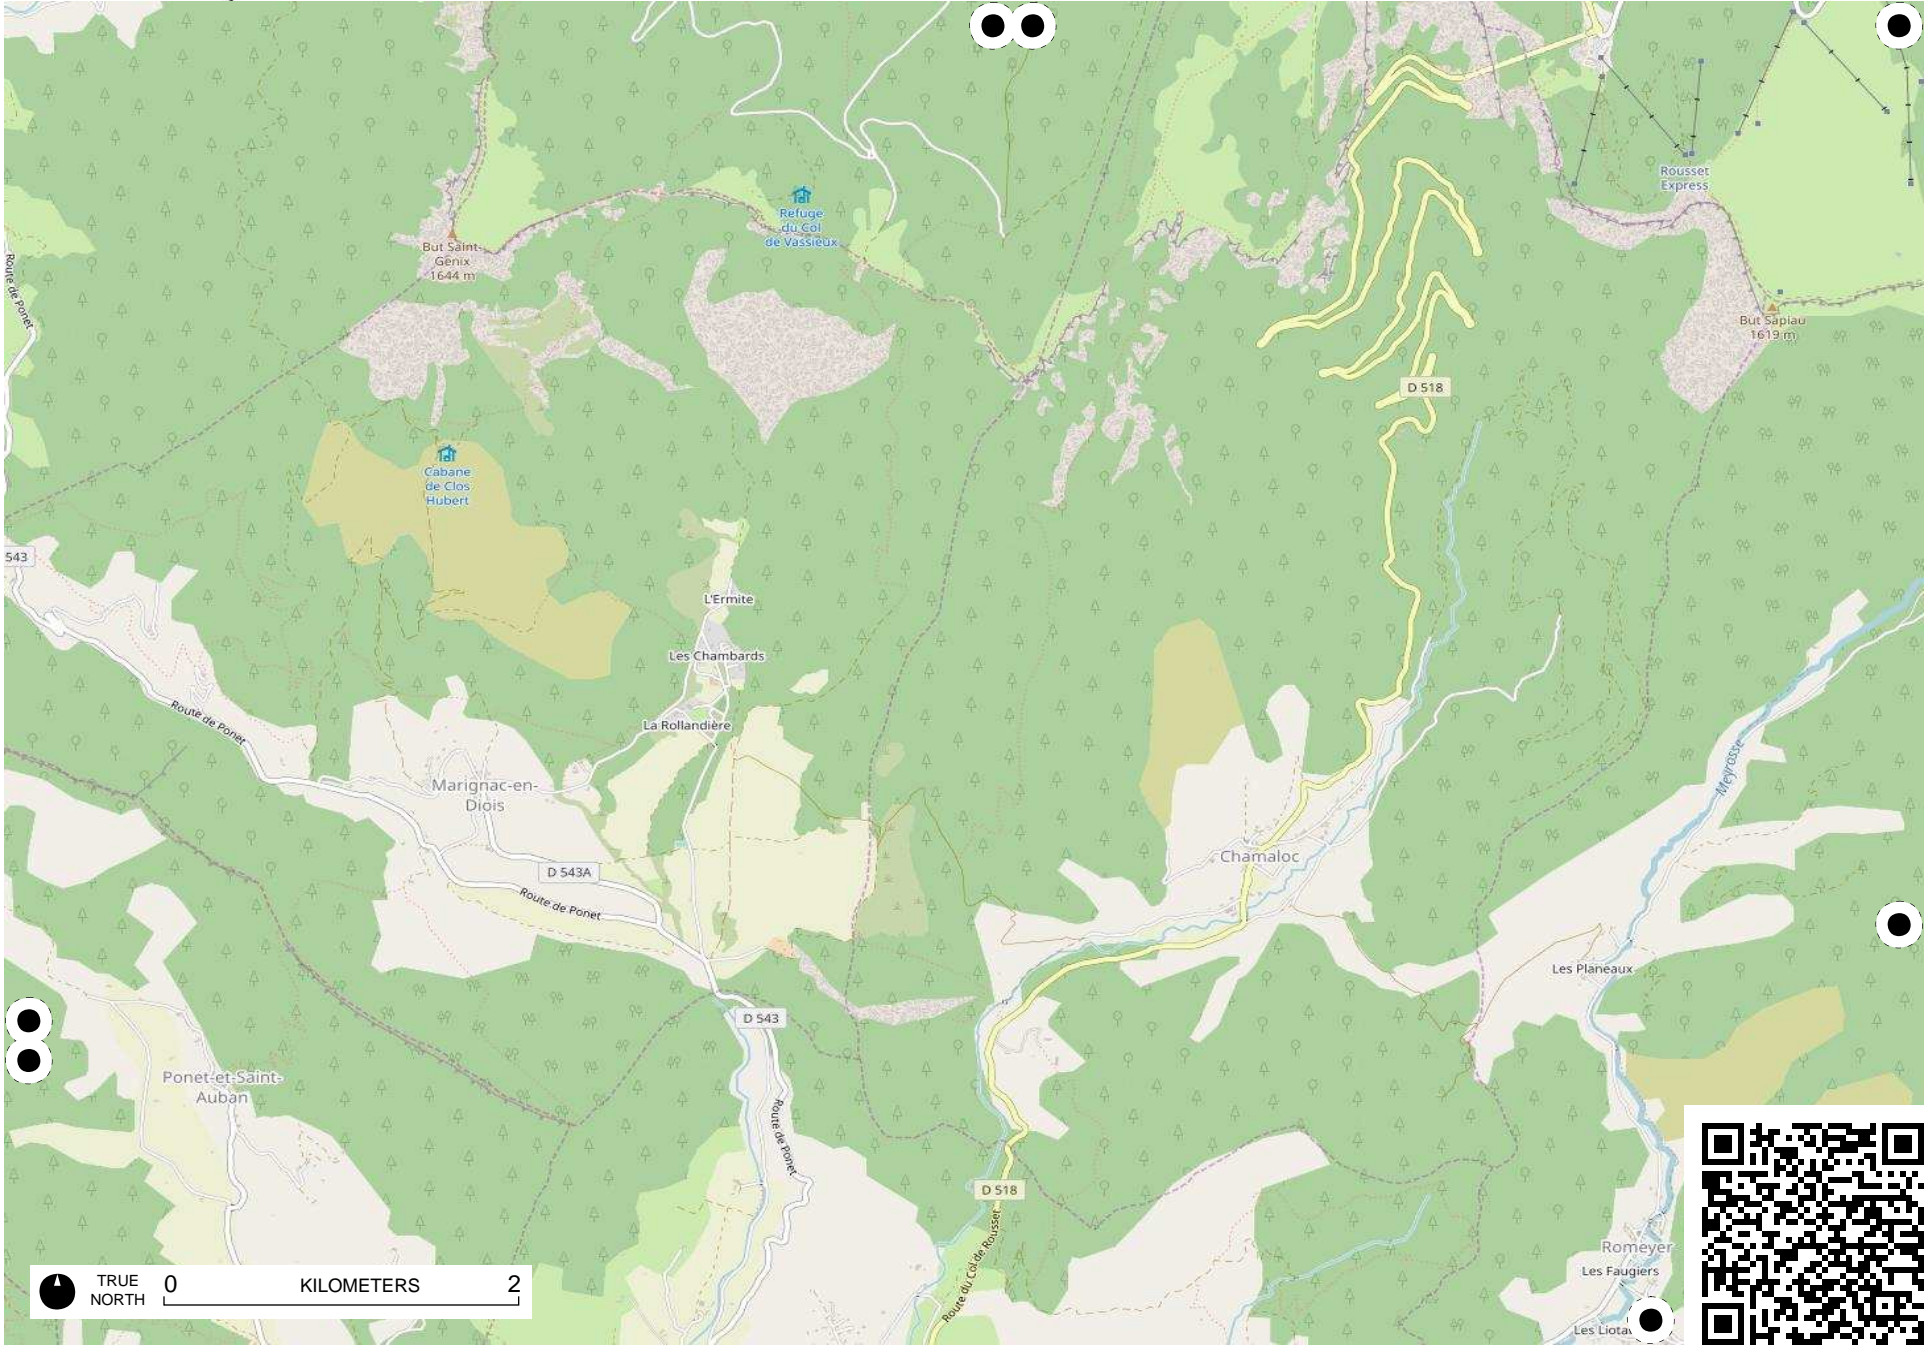 Rousset
Express
Refuge
du Col
de Vassieux
But Saint-
Genix
1644 m
Route de Ponet
But Sapiau
1619 m
D 518
Cabane
de Clos
Hubert
543
L'Ermite
Les Chambards
Route de Ponet
La Rollandière
Meyrosse
Marignac-en-
Diois
Chamaloc
D 543A
Route de Ponet
Les Planeaux
D 543
Ponet-et-Saint-
Auban
Route de Ponet
D 518
Route du Col de Rousset
Romeyer
Les Faugiers
TRUE
NORTH
0 KILOMETERS 2